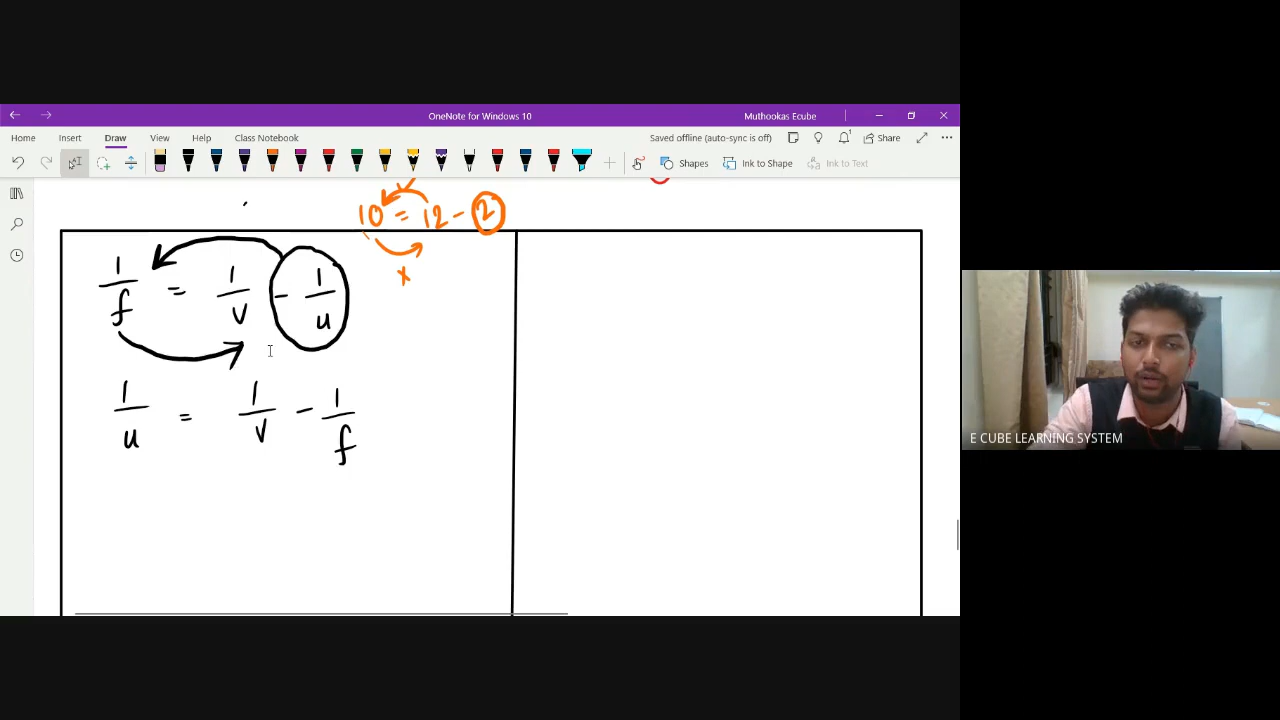 OneNote for Windows 10
Muthookas Ecube
Home Insert Draw View Help Class Notebook
Saved offline (auto-sync is off)
Share
Shapes
Ink to Shape
Ink to Text
10 = 12 - 2
x
1/f = 1/v - 1/u
1/u = 1/v - 1/f
E CUBE LEARNING SYSTEM